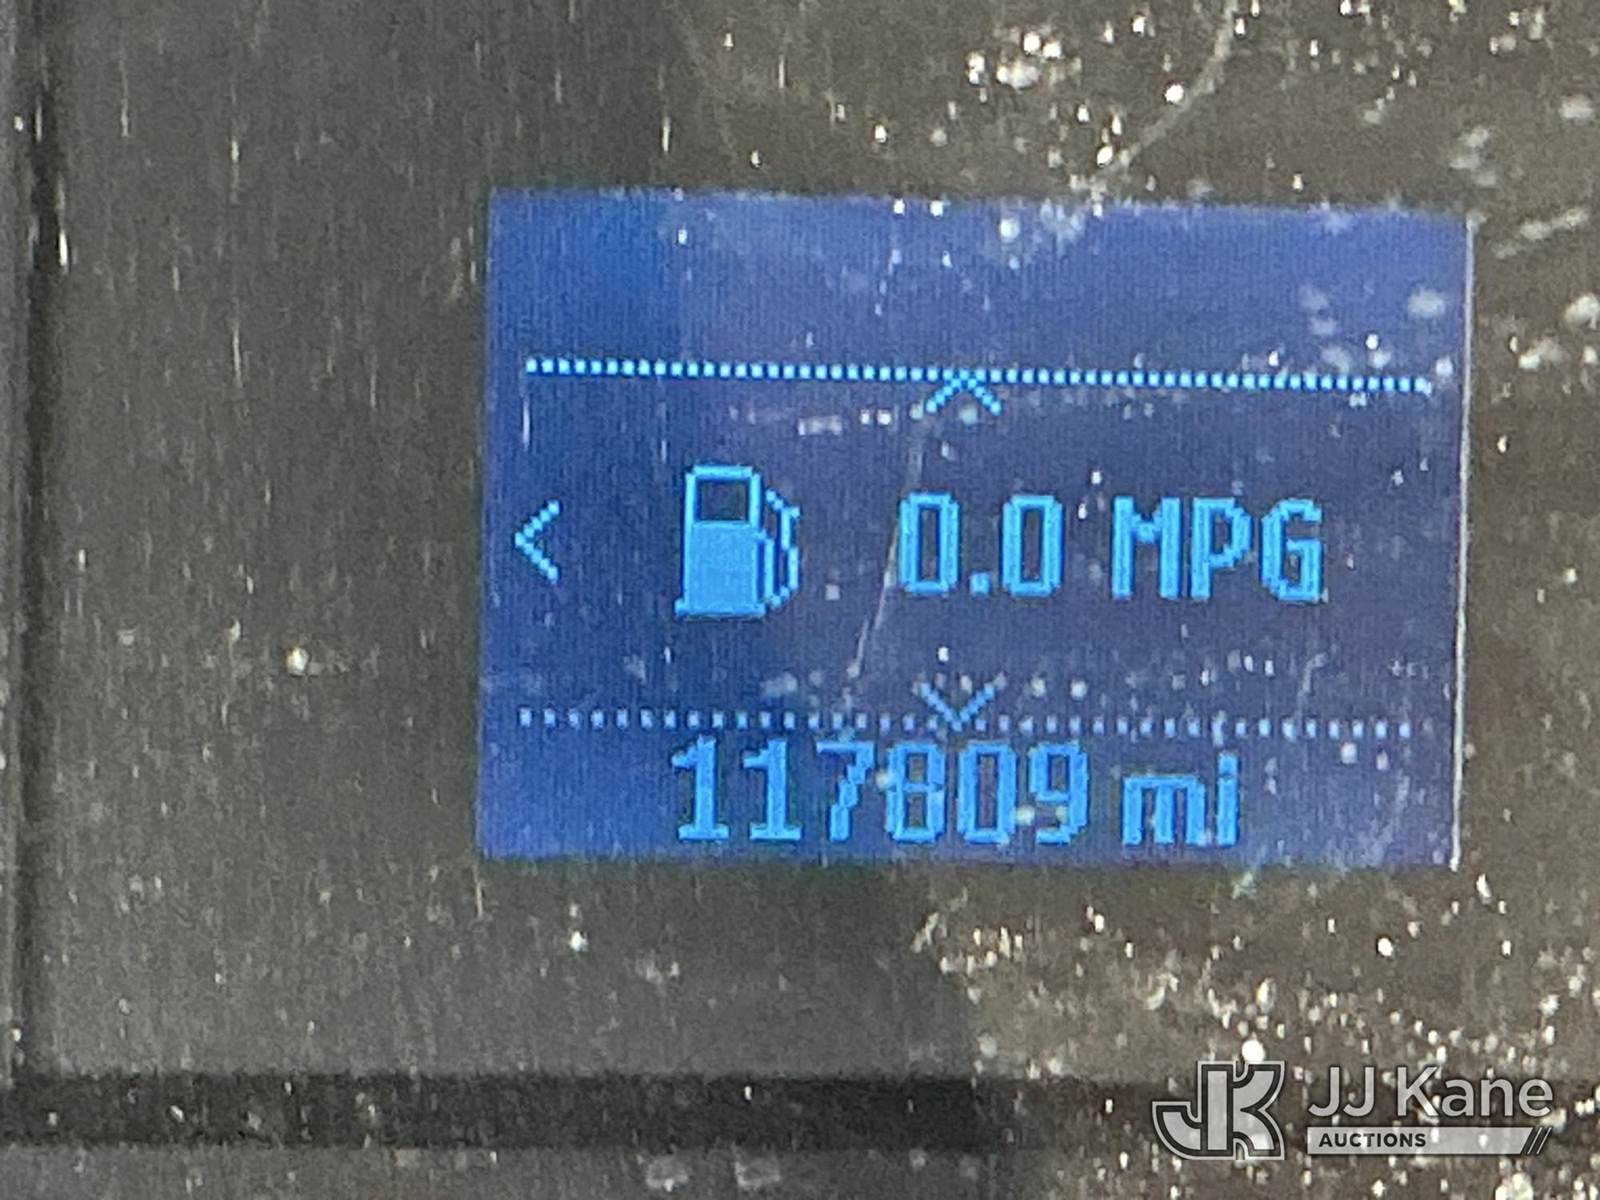 0.0 MPG
117809 mi
JJ Kane
AUCTIONS